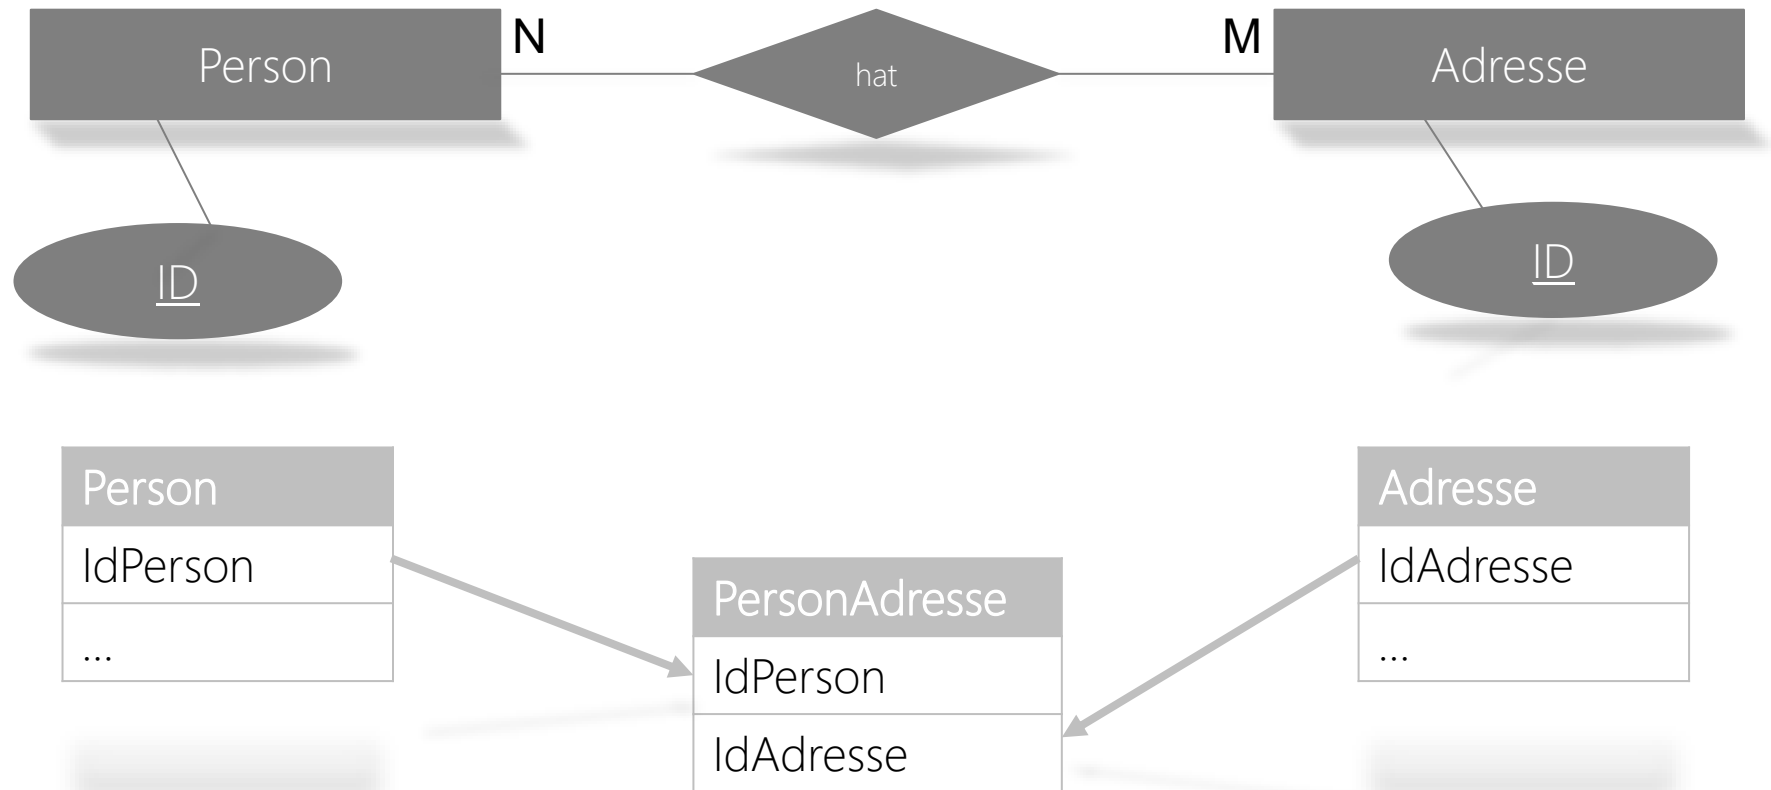 Person
N
hat
M
Adresse
ID
ID
Person
IdPerson
...
PersonAdresse
IdPerson
IdAdresse
Adresse
IdAdresse
...